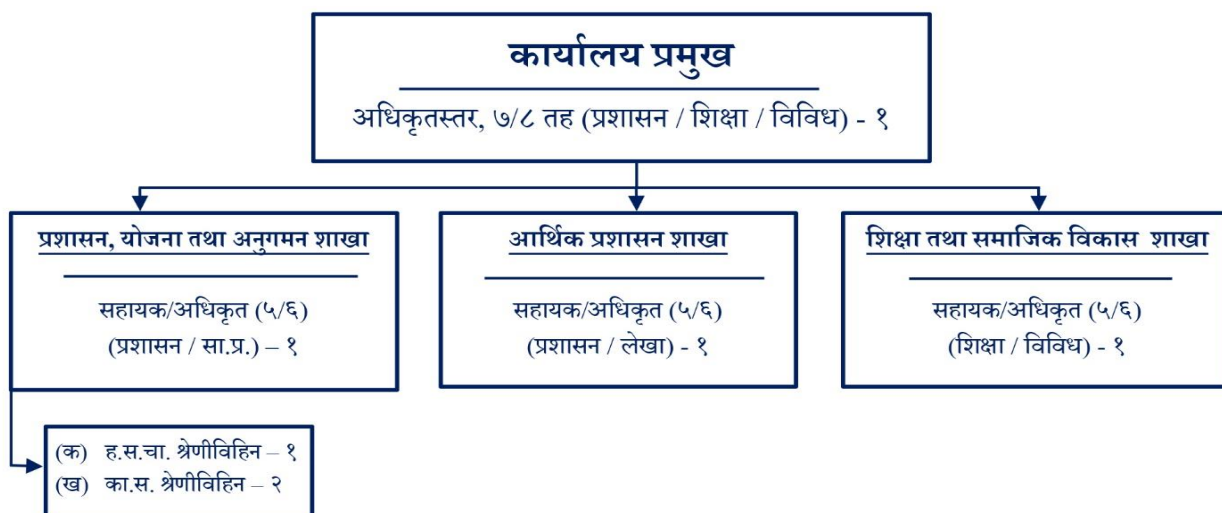 कार्यालय प्रमुख
अधिकृतस्तर, ७/८ तह (प्रशासन / शिक्षा / विविध) - १
प्रशासन, योजना तथा अनुगमन शाखा
सहायक/अधिकृत (५/६)
(प्रशासन / सा.प्र.) – १
आर्थिक प्रशासन शाखा
सहायक/अधिकृत (५/६)
(प्रशासन / लेखा) - १
शिक्षा तथा समाजिक विकास शाखा
सहायक/अधिकृत (५/६)
(शिक्षा / विविध) - १
(क) ह.स.चा. श्रेणीविहिन – १
(ख) का.स. श्रेणीविहिन – २